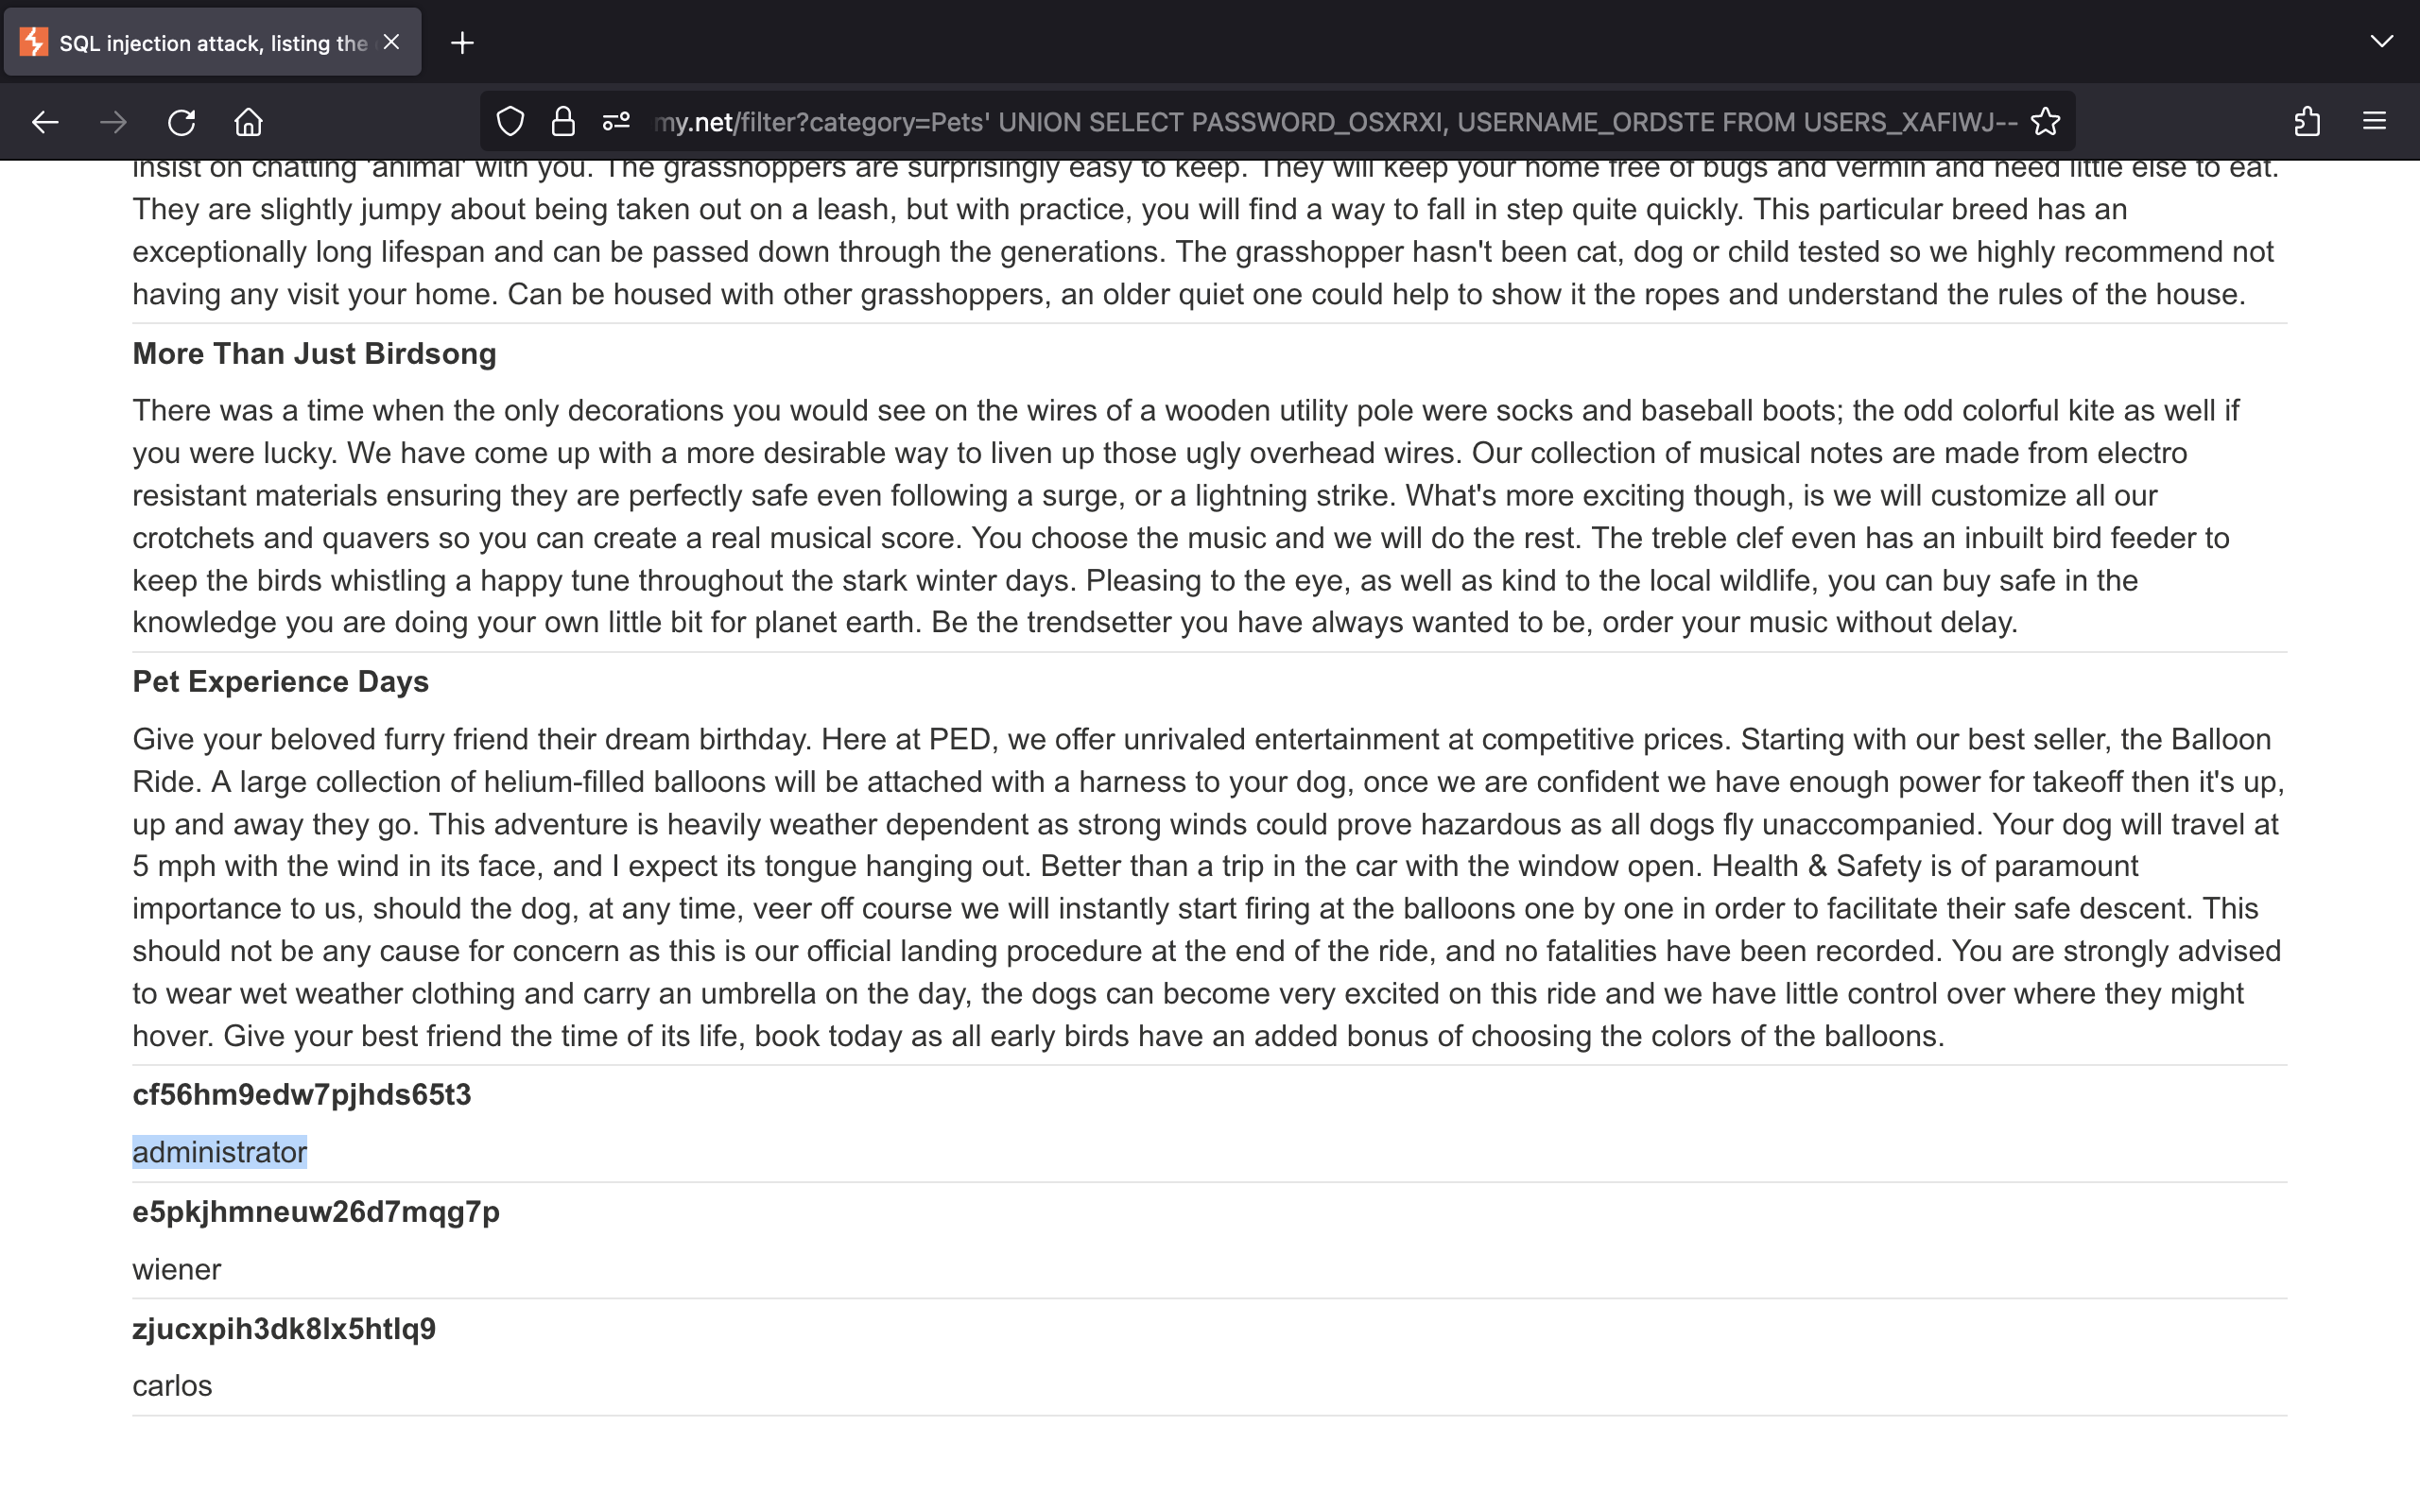 SQL injection attack, listing the
my.net/filter?category=Pets' UNION SELECT PASSWORD_OSXRXI, USERNAME_ORDSTE FROM USERS_XAFIWJ--
insist on chatting 'animal' with you. The grasshoppers are surprisingly easy to keep. They will keep your home free of bugs and vermin and need little else to eat.
They are slightly jumpy about being taken out on a leash, but with practice, you will find a way to fall in step quite quickly. This particular breed has an
exceptionally long lifespan and can be passed down through the generations. The grasshopper hasn't been cat, dog or child tested so we highly recommend not
having any visit your home. Can be housed with other grasshoppers, an older quiet one could help to show it the ropes and understand the rules of the house.
More Than Just Birdsong
There was a time when the only decorations you would see on the wires of a wooden utility pole were socks and baseball boots; the odd colorful kite as well if
you were lucky. We have come up with a more desirable way to liven up those ugly overhead wires. Our collection of musical notes are made from electro
resistant materials ensuring they are perfectly safe even following a surge, or a lightning strike. What's more exciting though, is we will customize all our
crotchets and quavers so you can create a real musical score. You choose the music and we will do the rest. The treble clef even has an inbuilt bird feeder to
keep the birds whistling a happy tune throughout the stark winter days. Pleasing to the eye, as well as kind to the local wildlife, you can buy safe in the
knowledge you are doing your own little bit for planet earth. Be the trendsetter you have always wanted to be, order your music without delay.
Pet Experience Days
Give your beloved furry friend their dream birthday. Here at PED, we offer unrivaled entertainment at competitive prices. Starting with our best seller, the Balloon
Ride. A large collection of helium-filled balloons will be attached with a harness to your dog, once we are confident we have enough power for takeoff then it's up,
up and away they go. This adventure is heavily weather dependent as strong winds could prove hazardous as all dogs fly unaccompanied. Your dog will travel at
5 mph with the wind in its face, and I expect its tongue hanging out. Better than a trip in the car with the window open. Health & Safety is of paramount
importance to us, should the dog, at any time, veer off course we will instantly start firing at the balloons one by one in order to facilitate their safe descent. This
should not be any cause for concern as this is our official landing procedure at the end of the ride, and no fatalities have been recorded. You are strongly advised
to wear wet weather clothing and carry an umbrella on the day, the dogs can become very excited on this ride and we have little control over where they might
hover. Give your best friend the time of its life, book today as all early birds have an added bonus of choosing the colors of the balloons.
cf56hm9edw7pjhds65t3
administrator
e5pkjhmneuw26d7mqg7p
wiener
zjucxpih3dk8lx5htlq9
carlos